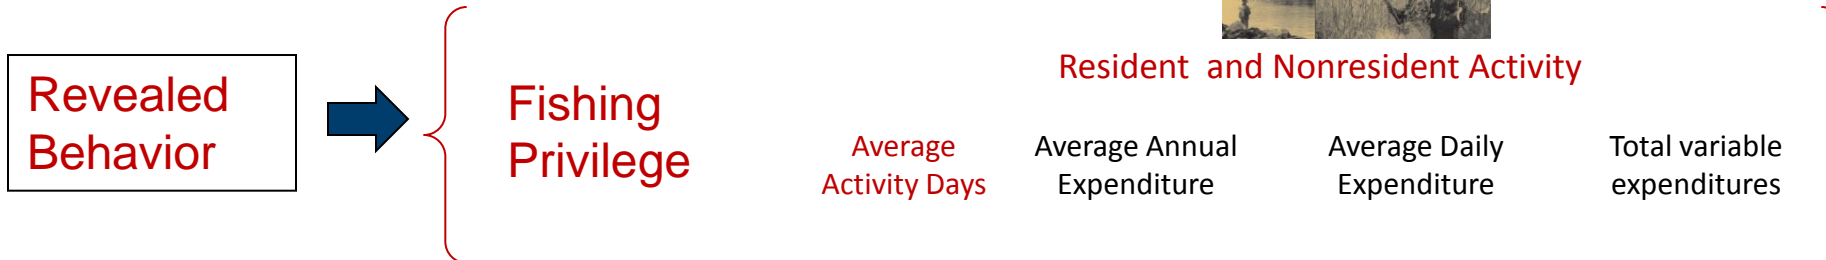 Revealed
Behavior
Fishing
Privilege
Resident and Nonresident Activity
Average
Activity Days
Average Annual
Expenditure
Average Daily
Expenditure
Total variable
expenditures